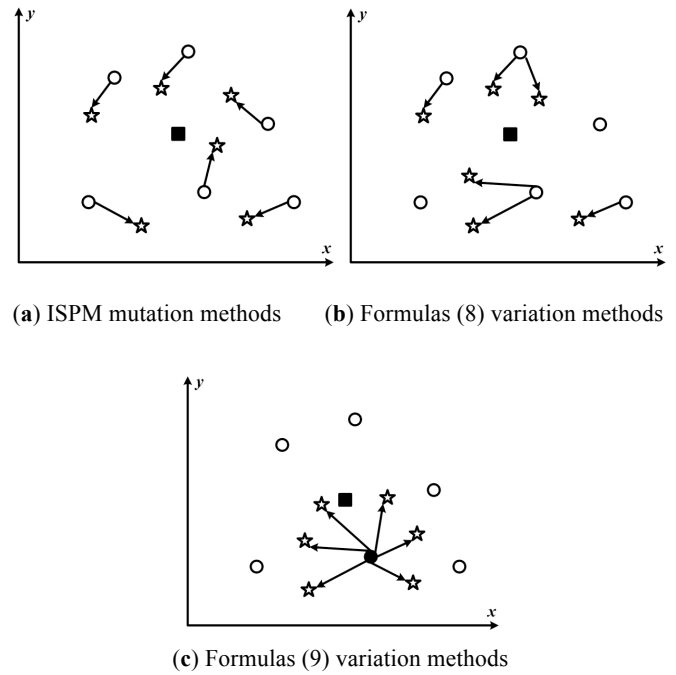 y
y
x
x
(a) ISPM mutation methods
(b) Formulas (8) variation methods
y
x
(c) Formulas (9) variation methods